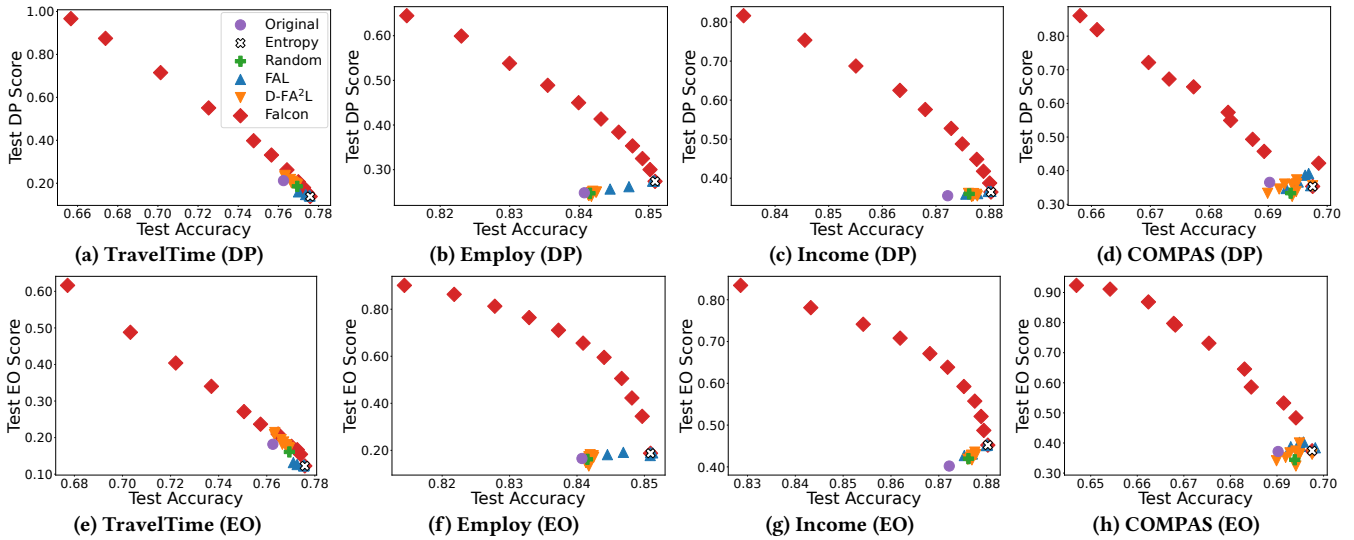 1.00
0.80
0.60
0.40
0.20
Test DP Score
0.66 0.68 0.70 0.72 0.74 0.76 0.78
Test Accuracy
Original
Entropy
Random
FAL
D-FA²L
Falcon
(a) TravelTime (DP)
0.60
0.50
0.40
0.30
Test DP Score
0.82 0.83 0.84 0.85
Test Accuracy
(b) Employ (DP)
0.80
0.70
0.60
0.50
0.40
Test DP Score
0.84 0.85 0.86 0.87 0.88
Test Accuracy
(c) Income (DP)
0.80
0.70
0.60
0.50
0.40
0.30
Test DP Score
0.66 0.67 0.68 0.69 0.70
Test Accuracy
(d) COMPAS (DP)
0.60
0.50
0.40
0.30
0.20
0.10
Test EO Score
0.68 0.70 0.72 0.74 0.76 0.78
Test Accuracy
(e) TravelTime (EO)
0.80
0.60
0.40
0.20
Test EO Score
0.82 0.83 0.84 0.85
Test Accuracy
(f) Employ (EO)
0.80
0.70
0.60
0.50
0.40
Test EO Score
0.83 0.84 0.85 0.86 0.87 0.88
Test Accuracy
(g) Income (EO)
0.90
0.80
0.70
0.60
0.50
0.40
0.30
Test EO Score
0.65 0.66 0.67 0.68 0.69 0.70
Test Accuracy
(h) COMPAS (EO)